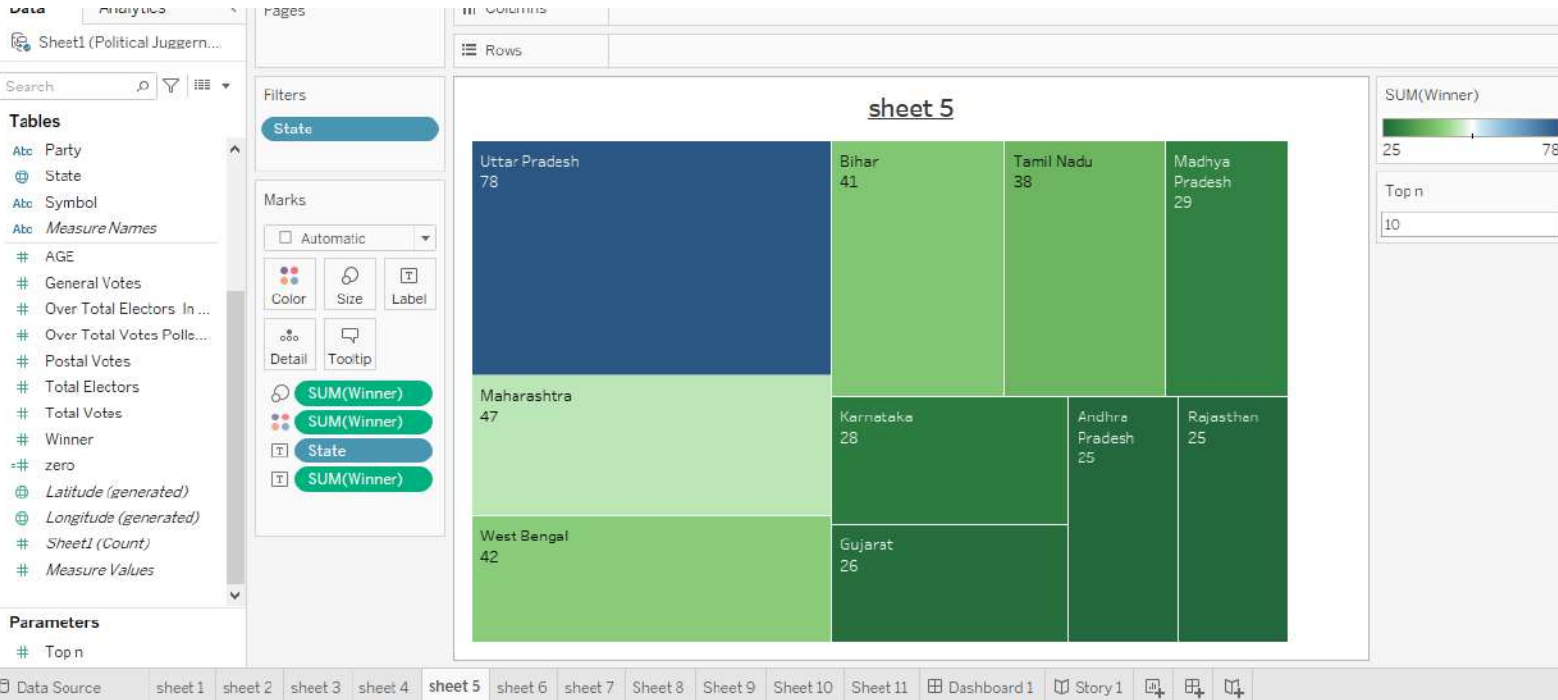 Data Analytics
Sheet1 (Political Juggern...
Search
Tables
Abc Party
State
Abc Symbol
Abc Measure Names
# AGE
# General Votes
# Over Total Electors In ...
# Over Total Votes Polle...
# Postal Votes
# Total Electors
# Total Votes
# Winner
=# zero
Latitude (generated)
Longitude (generated)
# Sheet1 (Count)
# Measure Values
Parameters
# Top n
Pages
Filters
State
Marks
Automatic
Color Size Label
Detail Tooltip
SUM(Winner)
SUM(Winner)
T State
T SUM(Winner)
Columns
Rows
sheet 5
Uttar Pradesh
78
Maharashtra
47
West Bengal
42
Bihar
41
Tamil Nadu
38
Madhya
Pradesh
29
Karnataka
28
Gujarat
26
Andhra
Pradesh
25
Rajasthan
25
SUM(Winner)
25 78
Top n
10
Data Source sheet 1 sheet 2 sheet 3 sheet 4 sheet 5 sheet 6 sheet 7 Sheet 8 Sheet 9 Sheet 10 Sheet 11 Dashboard 1 Story 1